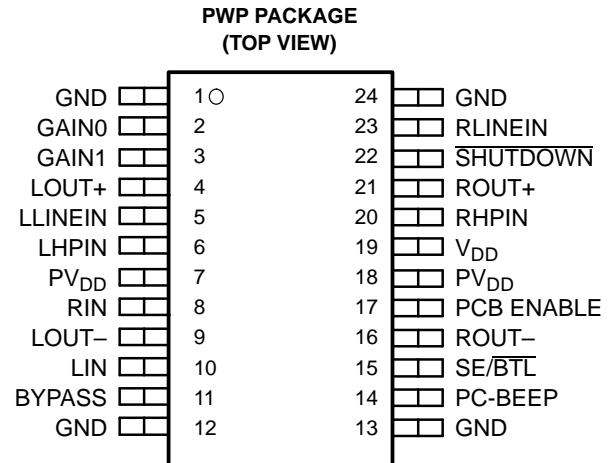 PWP PACKAGE
(TOP VIEW)
GND 1 24 GND
GAIN0 2 23 RLINEIN
GAIN1 3 22 SHUTDOWN
LOUT+ 4 21 ROUT+
LLINEIN 5 20 RHPIN
LHPIN 6 19 VDD
PVDD 7 18 PVDD
RIN 8 17 PCB ENABLE
LOUT– 9 16 ROUT–
LIN 10 15 SE/BTL
BYPASS 11 14 PC-BEEP
GND 12 13 GND